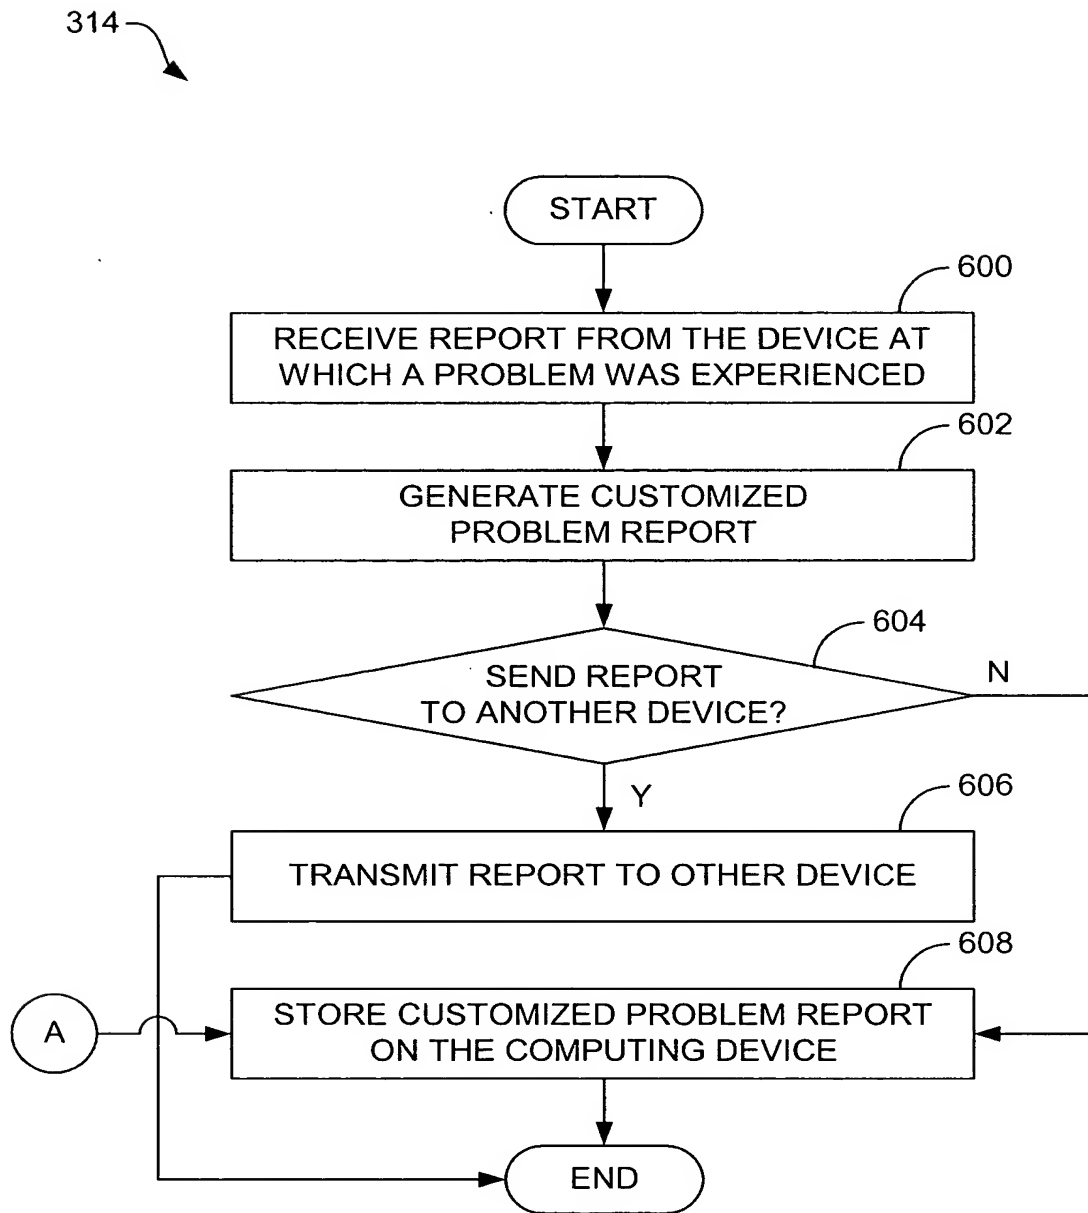 314
START
600
RECEIVE REPORT FROM THE DEVICE AT
WHICH A PROBLEM WAS EXPERIENCED
602
GENERATE CUSTOMIZED
PROBLEM REPORT
604
SEND REPORT
TO ANOTHER DEVICE?
N
Y
606
TRANSMIT REPORT TO OTHER DEVICE
608
A
STORE CUSTOMIZED PROBLEM REPORT
ON THE COMPUTING DEVICE
END